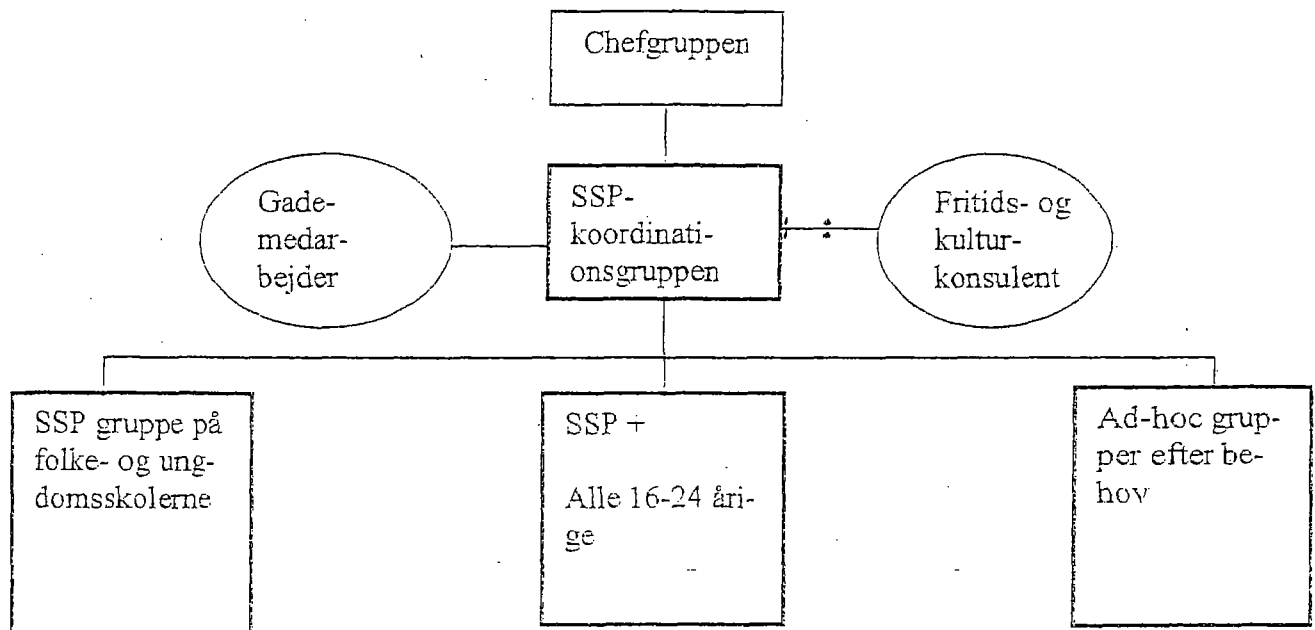 Chefgruppen
Gade-
medar-
bejder
SSP-
koordinati-
onsgruppen
Fritids- og
kultur-
konsulent
SSP gruppe på
folke- og ung-
domsskolerne
SSP +
Alle 16-24 åri-
ge
Ad-hoc grup-
per efter be-
hov